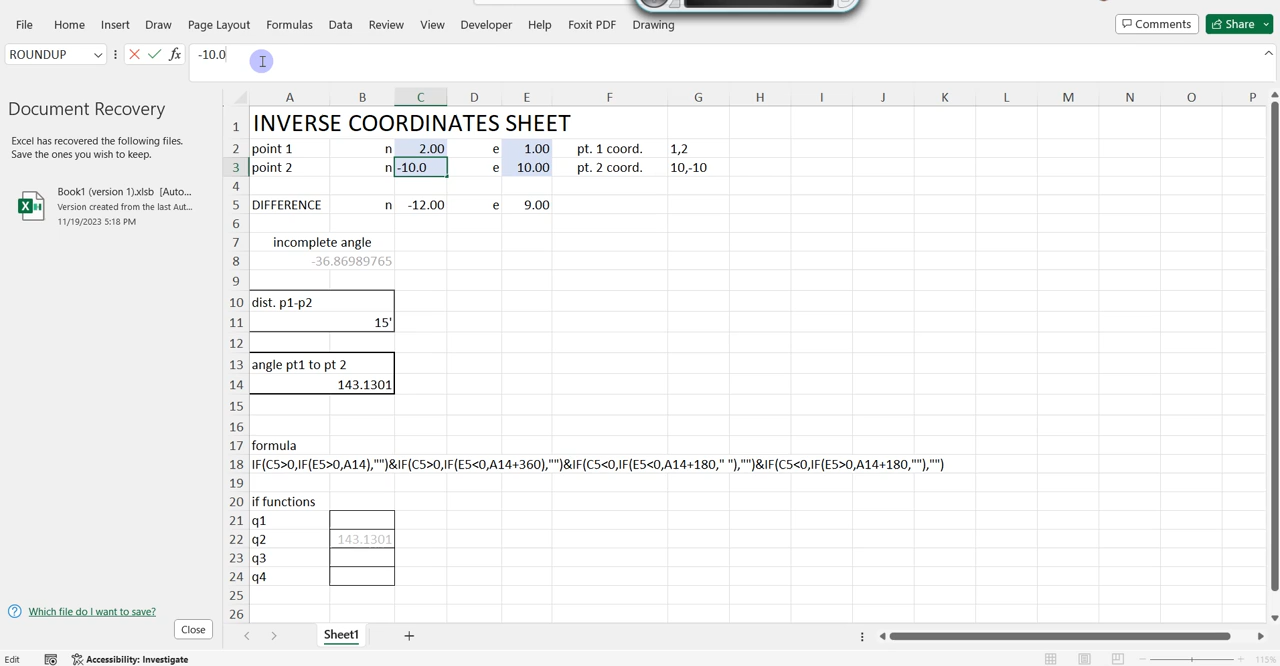 File Home Insert Draw Page Layout Formulas Data Review View Developer Help Foxit PDF Drawing Comments Share
ROUNDUP fx -10.0
Document Recovery
Excel has recovered the following files.
Save the ones you wish to keep.
Book1 (version 1).xlsb [Auto...
Version created from the last Aut...
11/19/2023 5:18 PM
Which file do I want to save?
Close
A B C D E F G H I J K L M N O P
1 INVERSE COORDINATES SHEET
2 point 1 n 2.00 e 1.00 pt. 1 coord. 1,2
3 point 2 n -10.0 e 10.00 pt. 2 coord. 10,-10
4
5 DIFFERENCE n -12.00 e 9.00
6
7 incomplete angle
8 -36.86989765
9
10 dist. p1-p2
11 15'
12
13 angle pt1 to pt 2
14 143.1301
15
16
17 formula
18 IF(C5>0,IF(E5>0,A14),"")&IF(C5>0,IF(E5<0,A14+360),"")&IF(C5<0,IF(E5<0,A14+180," "),"")&IF(C5<0,IF(E5>0,A14+180,""),"")
19
20 if functions
21 q1
22 q2 143.1301
23 q3
24 q4
25
26
Sheet1
Edit Accessibility: Investigate 115%